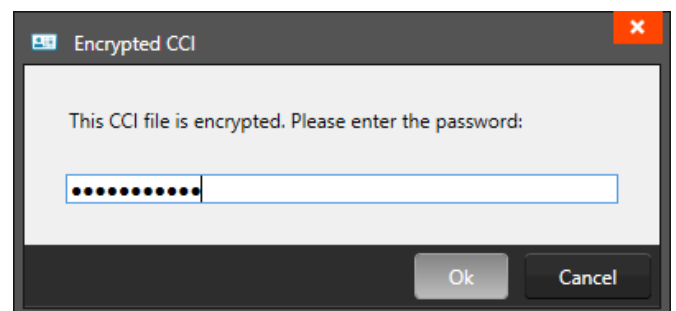 Encrypted CCI
This CCI file is encrypted. Please enter the password:
●●●●●●●●●●●
Ok
Cancel